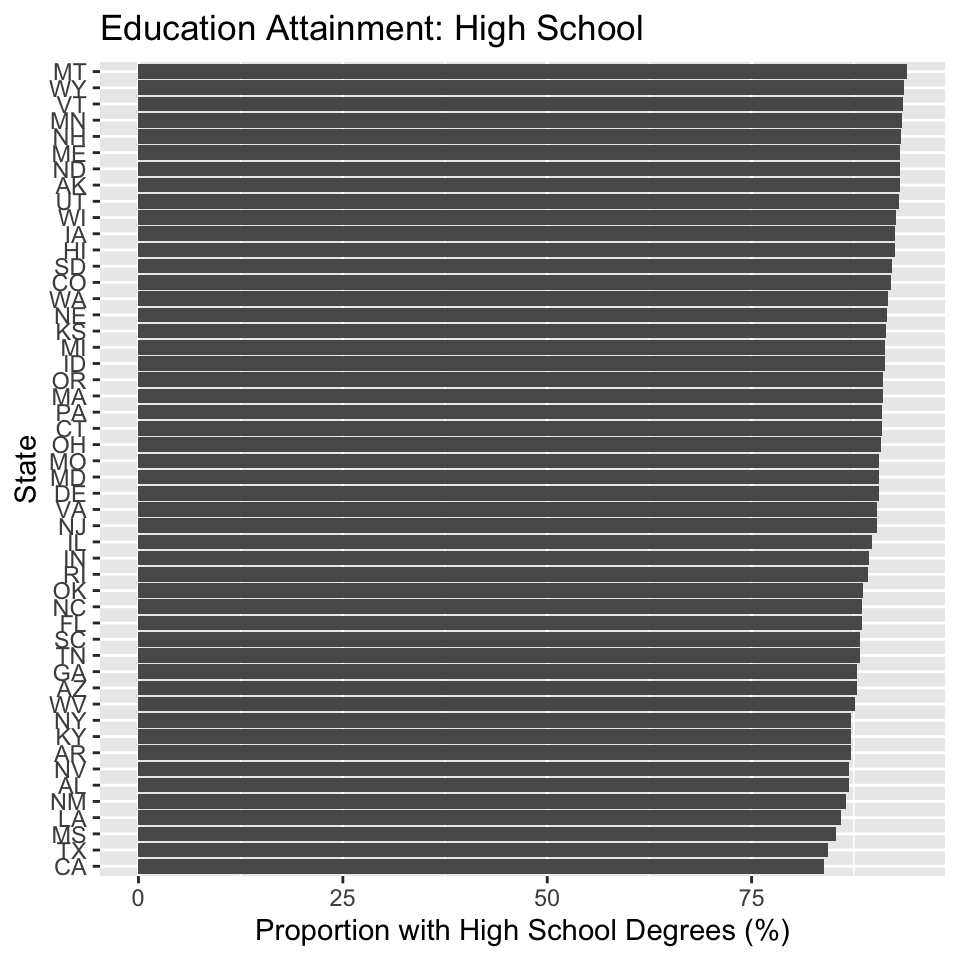 Education Attainment: High School
MT
WY
VT
MN
NH
ME
ND
AK
UT
WI
IA
HI
SD
CO
WA
NE
KS
MI
ID
OR
MA
PA
CT
OH
MO
MD
DE
VA
NJ
IL
IN
RI
OK
NC
FL
SC
TN
GA
AZ
WV
NY
KY
AR
NV
AL
NM
LA
MS
TX
CA
State
0 25 50 75
Proportion with High School Degrees (%)